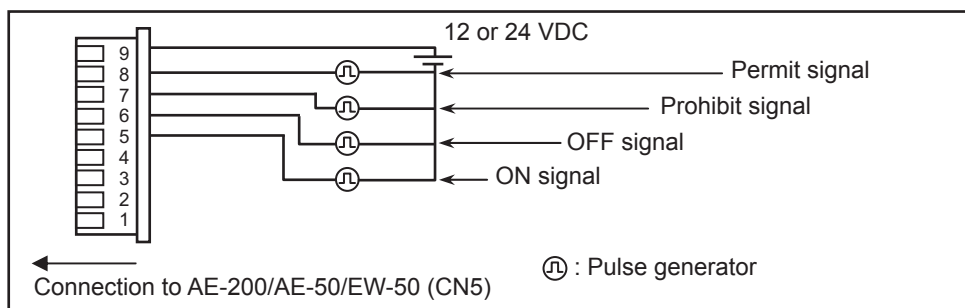 12 or 24 VDC
9
8
7
6
5
4
3
2
1
Permit signal
Prohibit signal
OFF signal
ON signal
Connection to AE-200/AE-50/EW-50 (CN5)
: Pulse generator